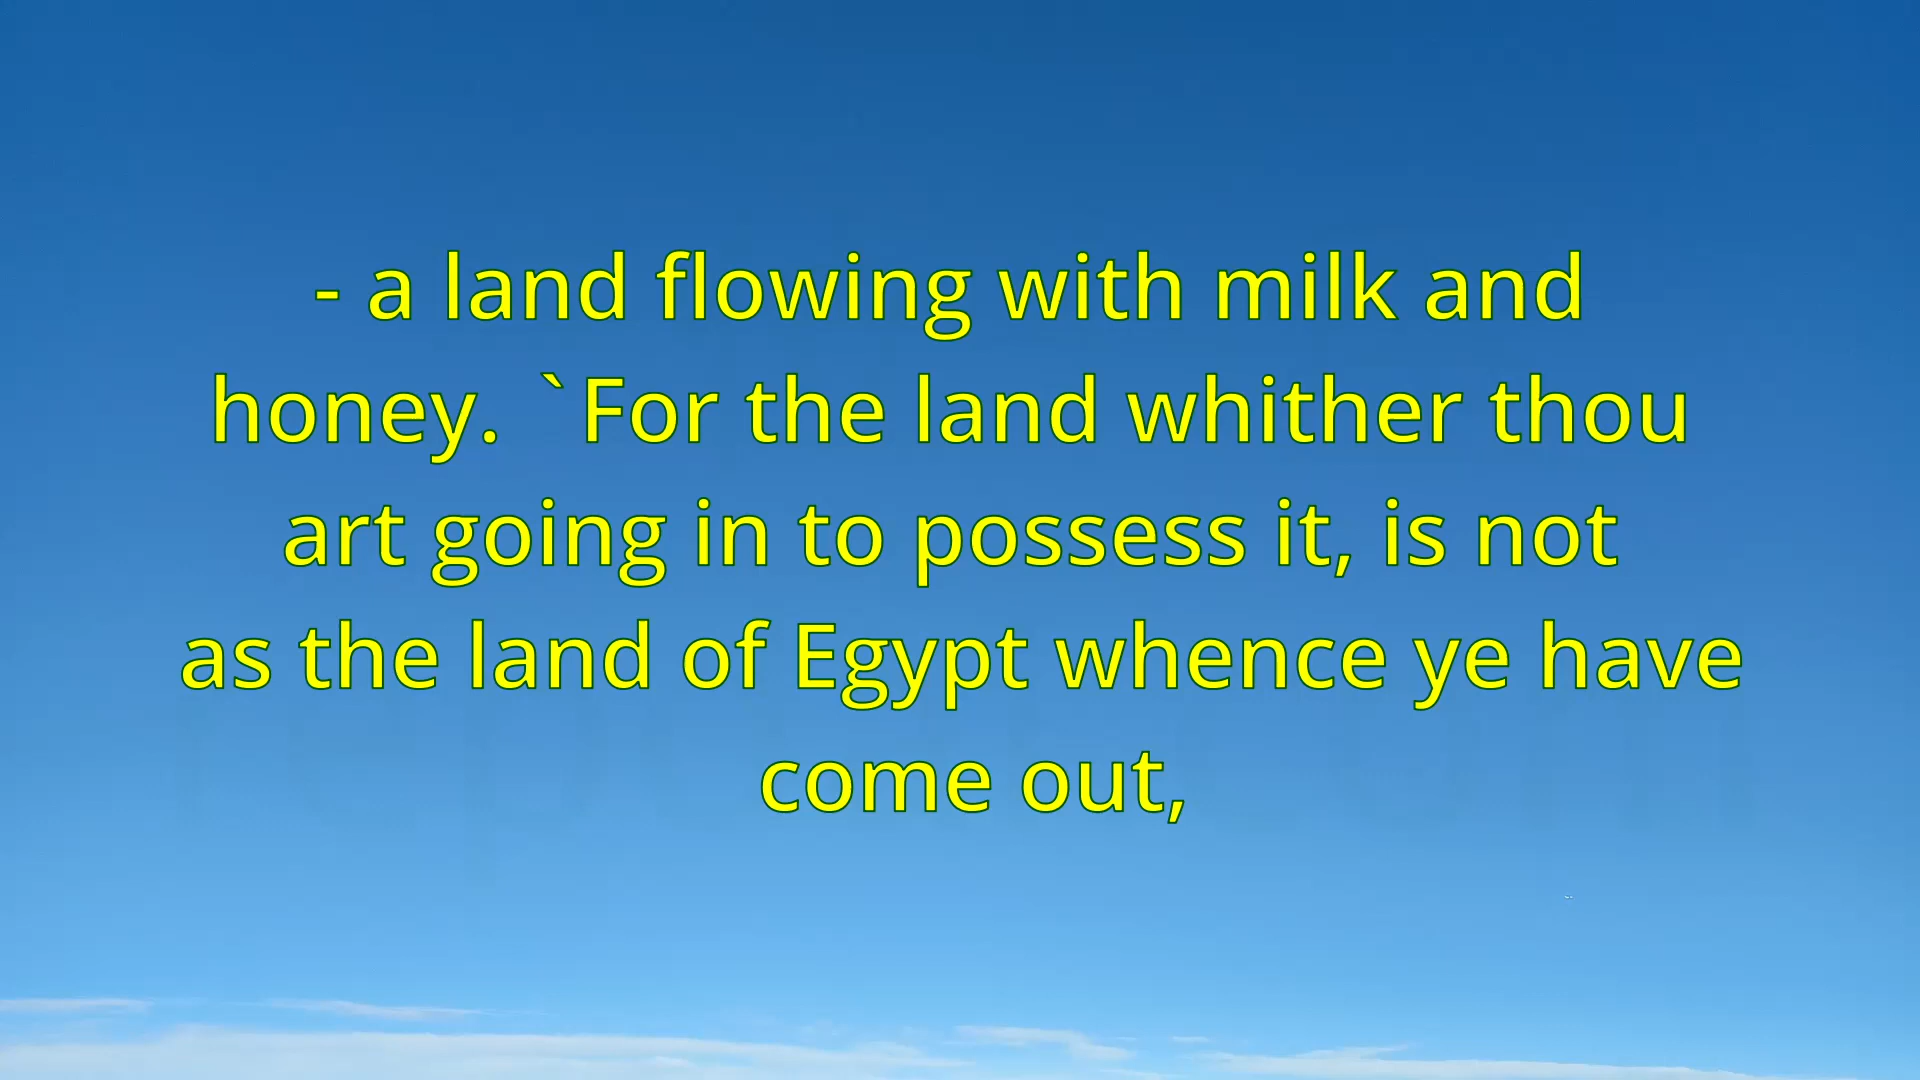 - a land flowing with milk and
honey. `For the land whither thou
art going in to possess it, is not
as the land of Egypt whence ye have
come out,